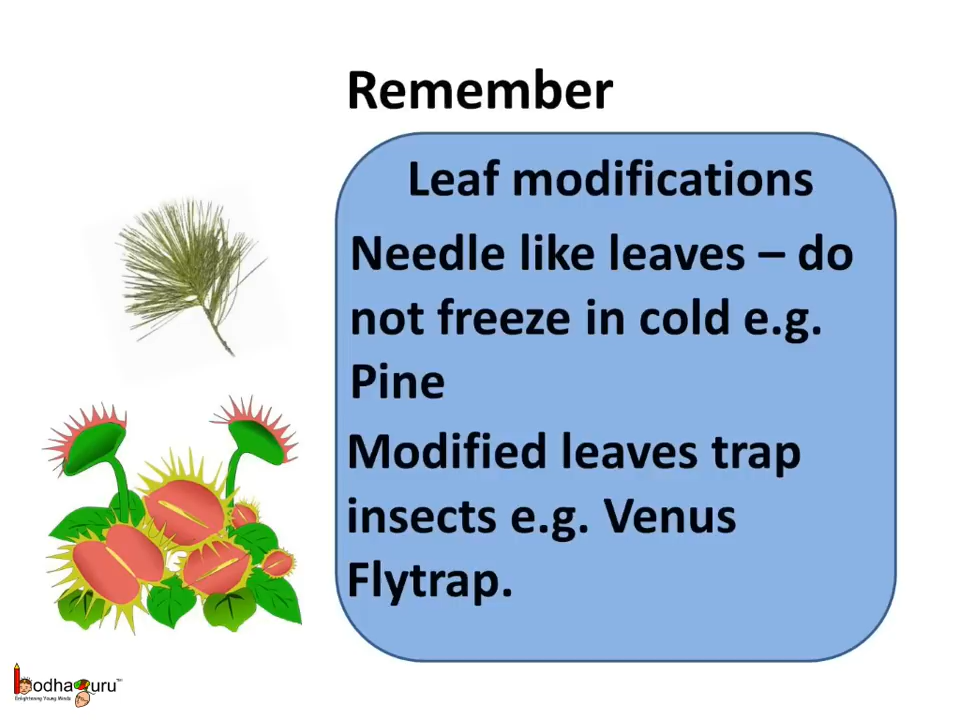 Remember
Leaf modifications
Needle like leaves – do
not freeze in cold e.g.
Pine
Modified leaves trap
insects e.g. Venus
Flytrap.
bodhaguru™
Enlightening Young Minds